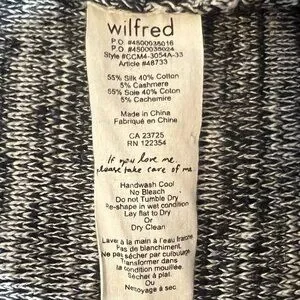 wilfred
P.O. #4500035016
P.O. #4500035024
Style #CCM4-3054A-33
Article #48733
55% Silk 40% Cotton
5% Cashmere
55% Soie 40% Coton
5% Cachemire
Made in China
Fabriqué en Chine
CA 23725
RN 122354
If you love me,
please take care of me.
Handwash Cool
No Bleach
Do not Tumble Dry
Re-shape in wet condition
Lay flat to Dry
Or
Dry Clean
Laver à la main à l'eau fraîche
Pas de blanchiment.
Ne pas sécher par culbutage.
Transformer dans
la condition mouillée.
Sécher à plat.
Ou
Nettoyage à sec.